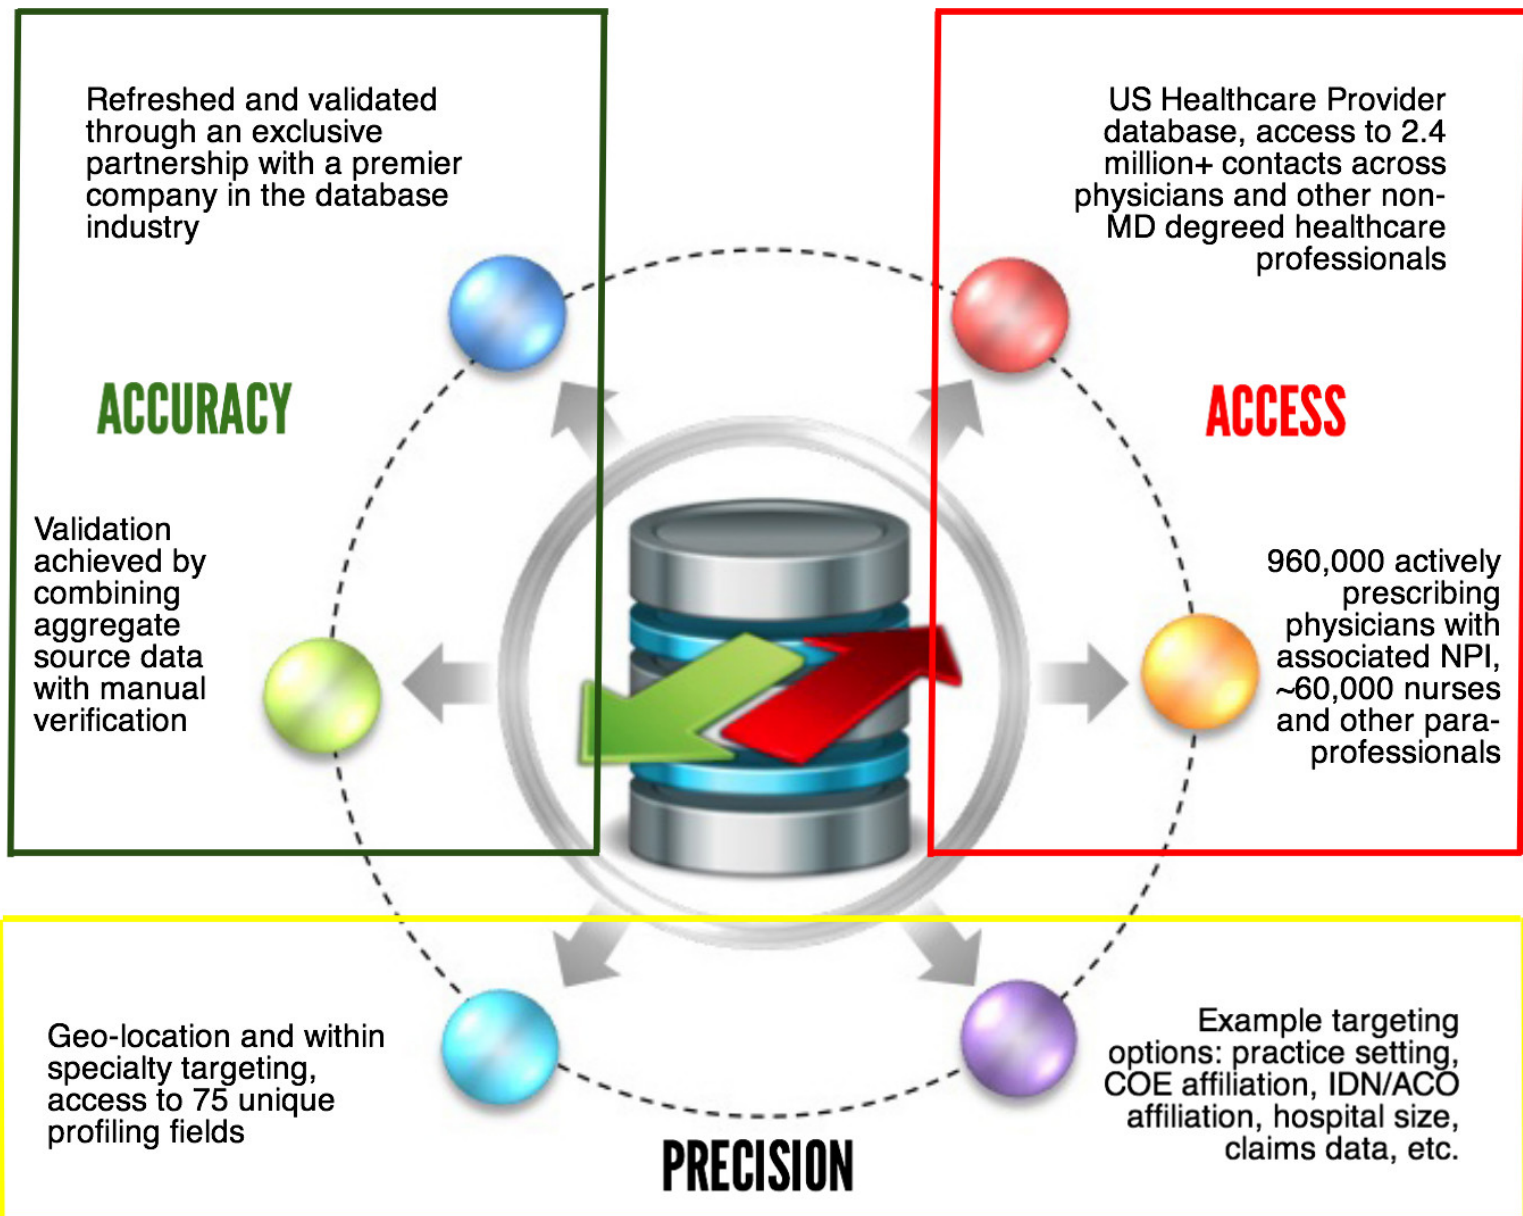 Refreshed and validated
through an exclusive
partnership with a premier
company in the database
industry
ACCURACY
Validation
achieved by
combining
aggregate
source data
with manual
verification
US Healthcare Provider
database, access to 2.4
million+ contacts across
physicians and other non-
MD degreed healthcare
professionals
ACCESS
960,000 actively
prescribing
physicians with
associated NPI,
~60,000 nurses
and other para-
professionals
Geo-location and within
specialty targeting,
access to 75 unique
profiling fields
PRECISION
Example targeting
options: practice setting,
COE affiliation, IDN/ACO
affiliation, hospital size,
claims data, etc.